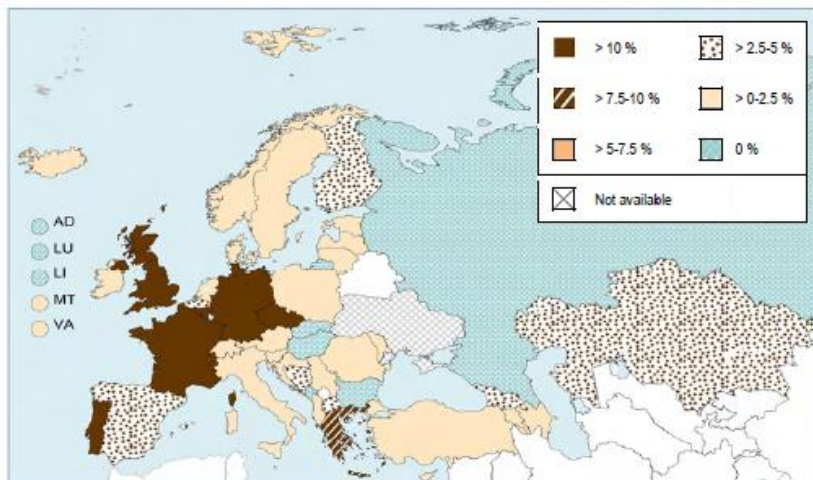 > 10 % > 2.5-5 %
> 7.5-10 % > 0-2.5 %
> 5-7.5 % 0 %
Not available
AD
LU
LI
MT
VA